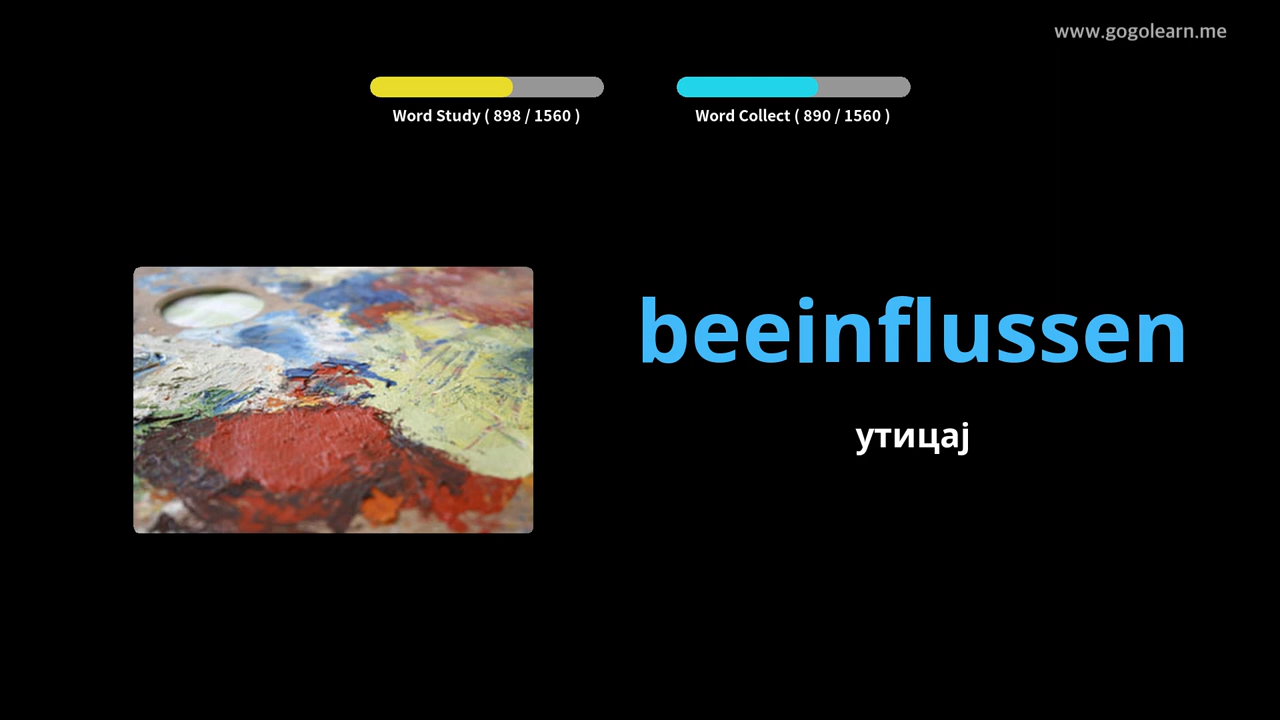 www.gogolearn.me
Word Study ( 898 / 1560 )
Word Collect ( 890 / 1560 )
beeinflussen
утицај